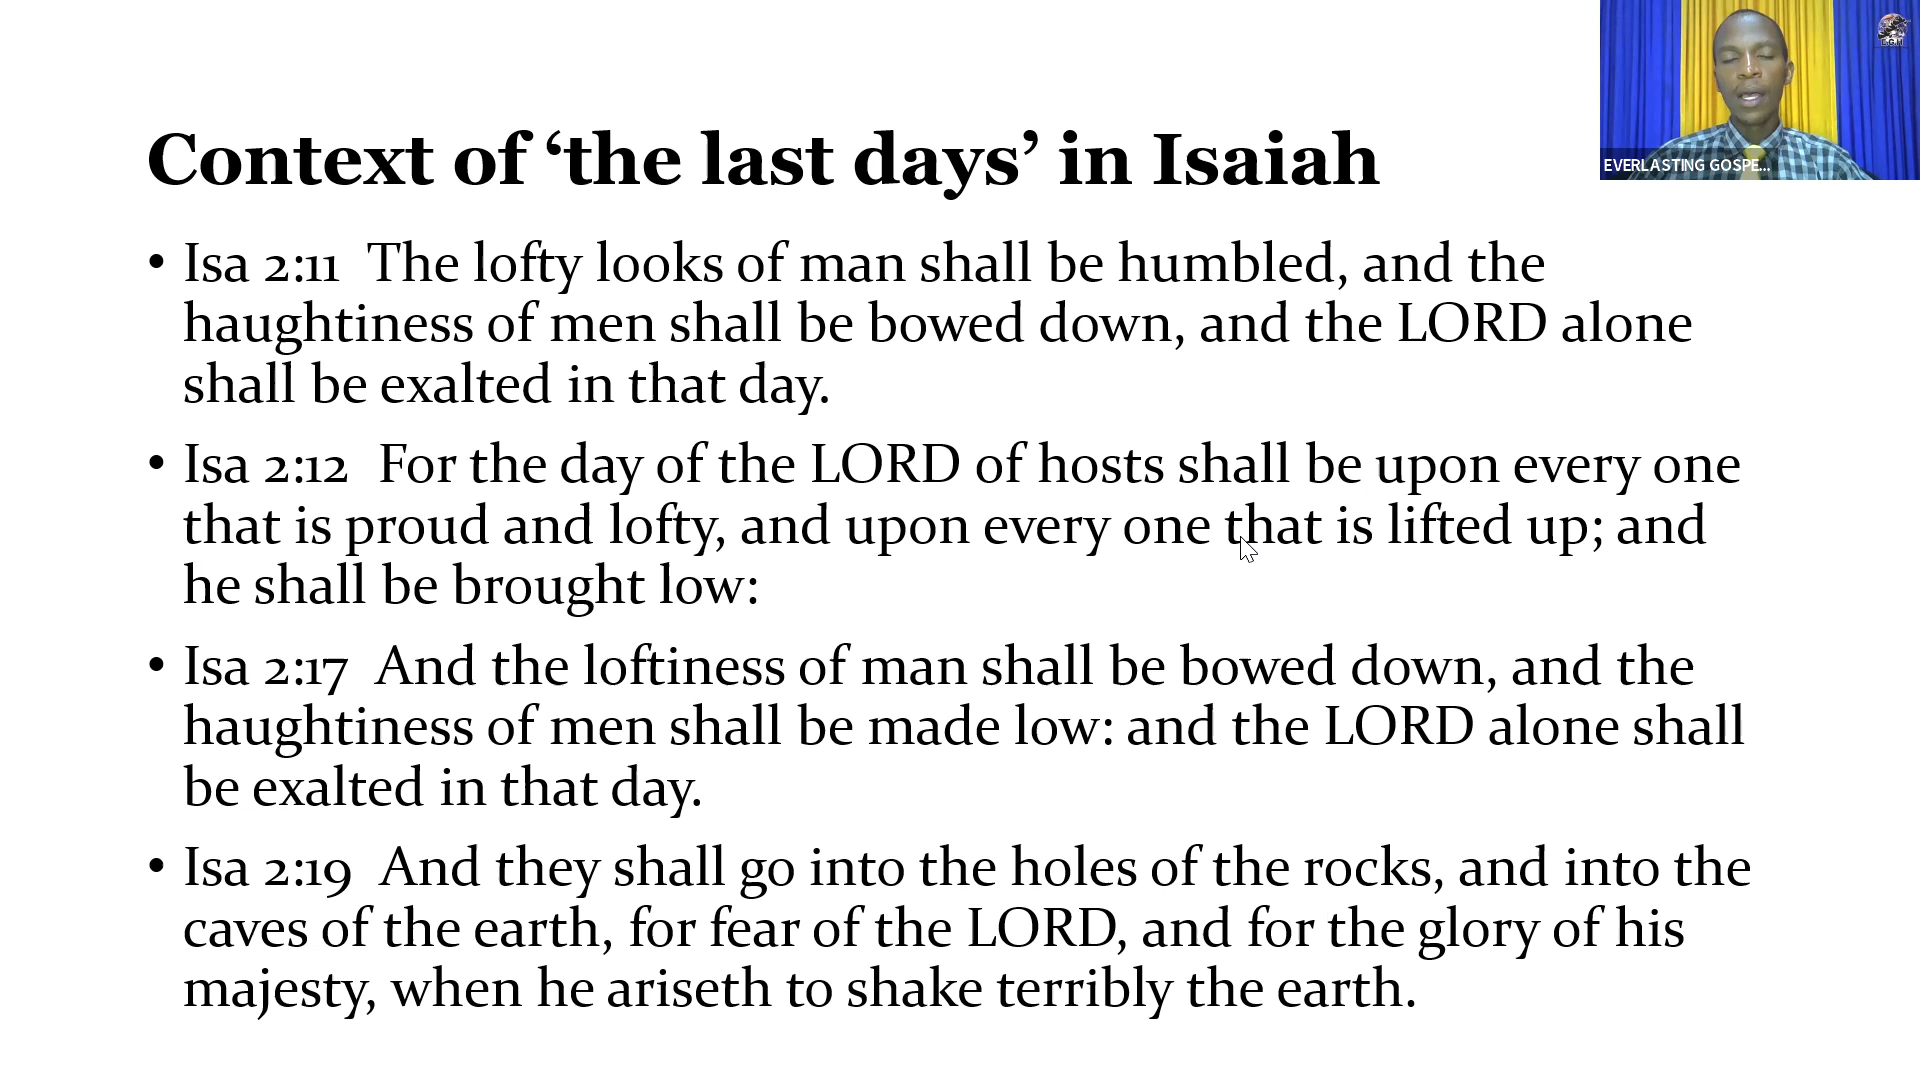 Context of ‘the last days’ in Isaiah
EVERLASTING GOSPE...
• Isa 2:11 The lofty looks of man shall be humbled, and the
haughtiness of men shall be bowed down, and the LORD alone
shall be exalted in that day.
• Isa 2:12 For the day of the LORD of hosts shall be upon every one
that is proud and lofty, and upon every one that is lifted up; and
he shall be brought low:
• Isa 2:17 And the loftiness of man shall be bowed down, and the
haughtiness of men shall be made low: and the LORD alone shall
be exalted in that day.
• Isa 2:19 And they shall go into the holes of the rocks, and into the
caves of the earth, for fear of the LORD, and for the glory of his
majesty, when he ariseth to shake terribly the earth.